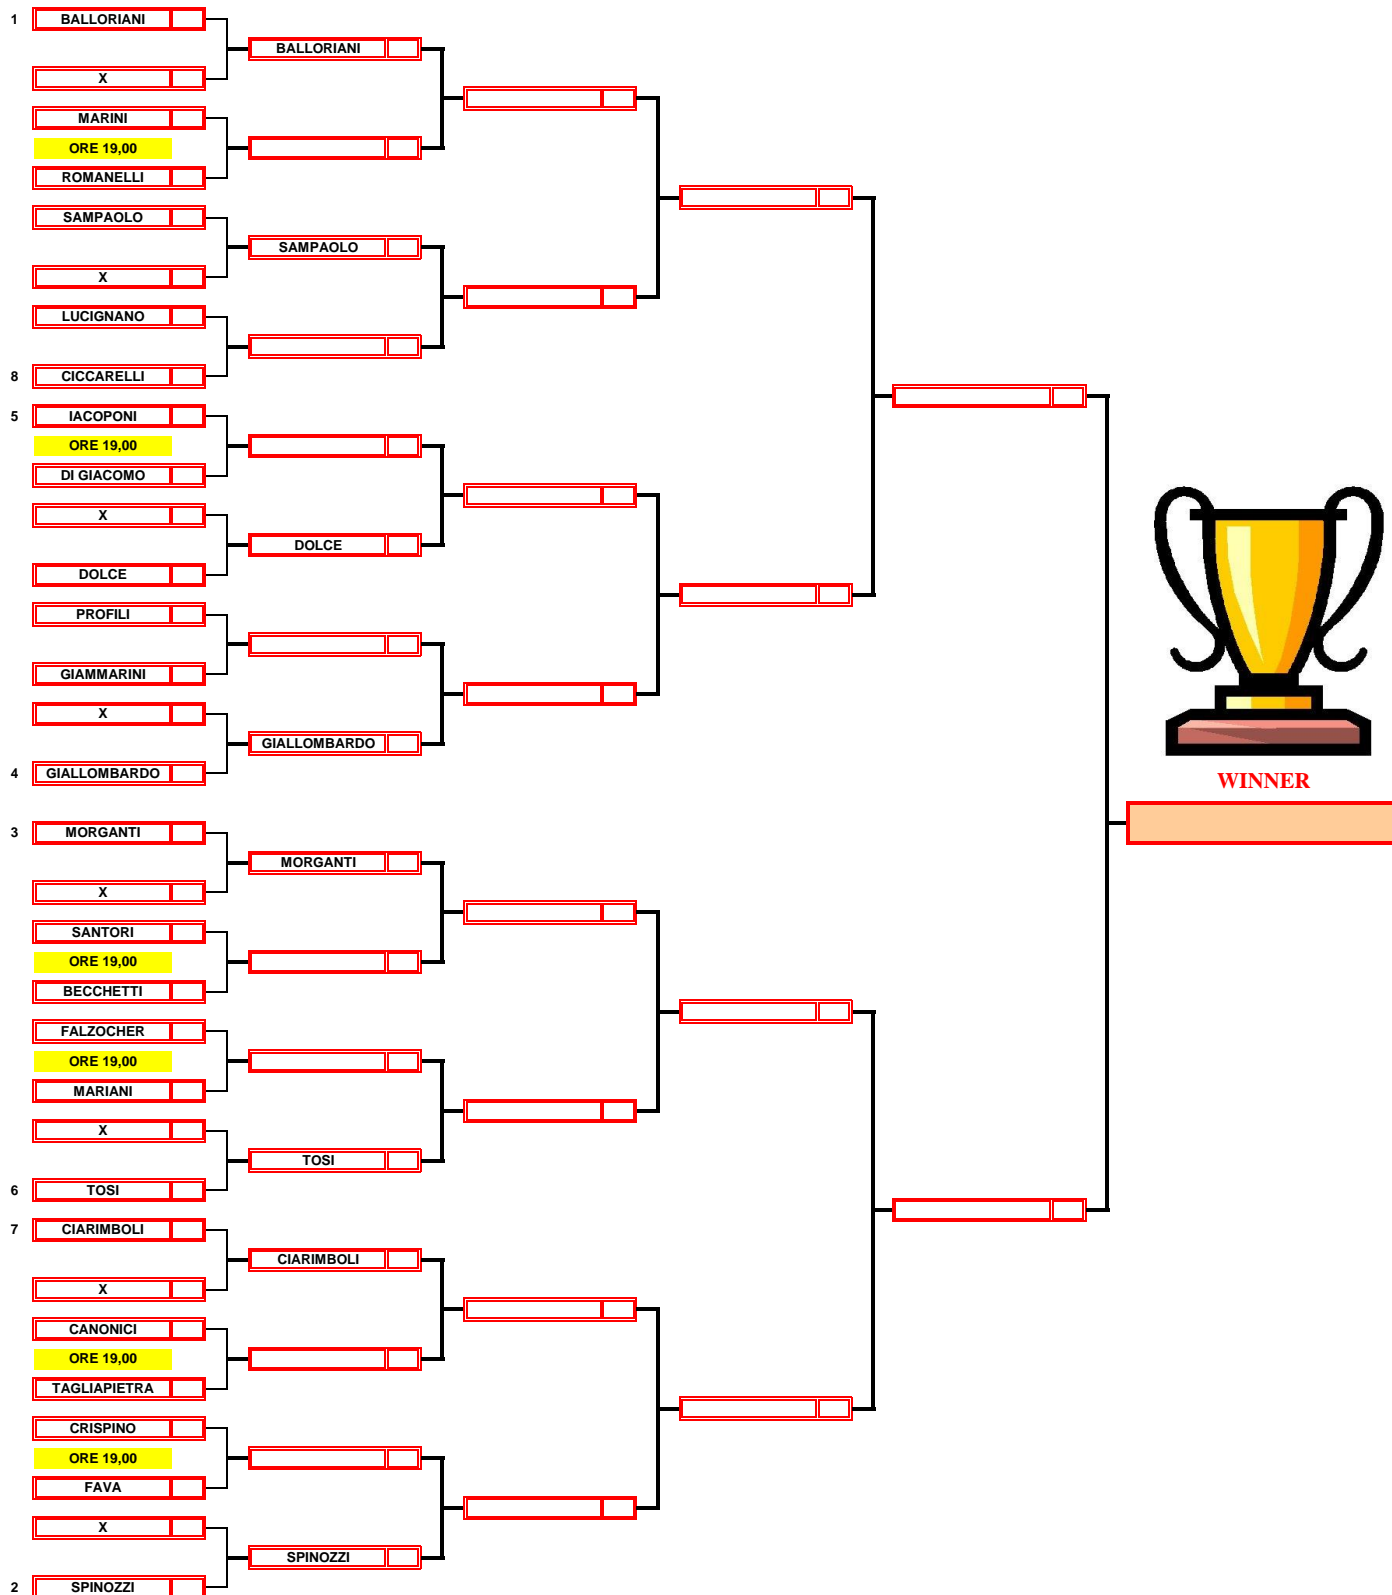 1 BALLORIANI
BALLORIANI
X
MARINI
ORE 19,00
ROMANELLI
SAMPAOLO
SAMPAOLO
X
LUCIGNANO
8 CICCARELLI
5 IACOPONI
ORE 19,00
DI GIACOMO
X
DOLCE
DOLCE
PROFILI
GIAMMARINI
X
GIALLOMBARDO
4 GIALLOMBARDO
WINNER
3 MORGANTI
MORGANTI
X
SANTORI
ORE 19,00
BECCHETTI
FALZOCHER
ORE 19,00
MARIANI
X
TOSI
6 TOSI
7 CIARIMBOLI
CIARIMBOLI
X
CANONICI
ORE 19,00
TAGLIAPIETRA
CRISPINO
ORE 19,00
FAVA
X
SPINOZZI
2 SPINOZZI